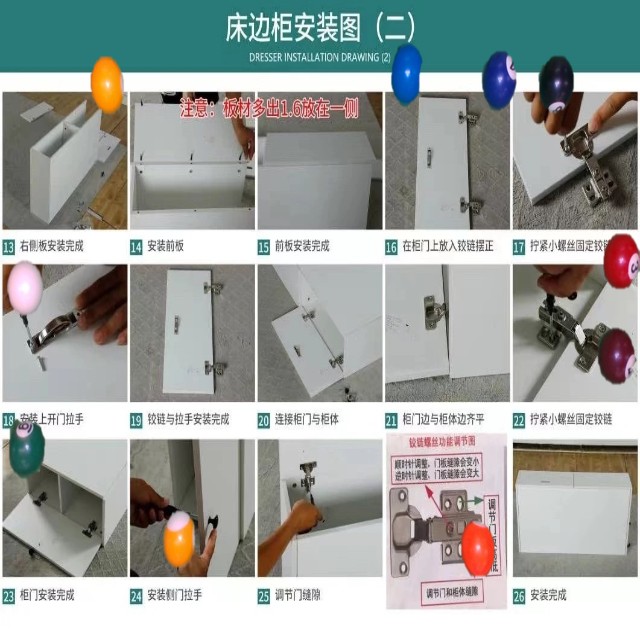 床边柜安装图（二）
DRESSER INSTALLATION DRAWING (2)
注意：板材多出1.6放在一侧
13 右侧板安装完成
14 安装前板
15 前板安装完成
16 在柜门上放入铰链摆正
17 拧紧小螺丝固定铰链
18 安装上开门拉手
19 铰链与拉手安装完成
20 连接柜门与柜体
21 柜门边与柜体边齐平
22 拧紧小螺丝固定铰链
铰链螺丝功能调节图
顺时针调整，门板缝隙会变小
逆时针调整，门板缝隙会变大
调节门
底
调节门和柜体缝隙
23 柜门安装完成
24 安装侧门拉手
25 调节门缝隙
26 安装完成